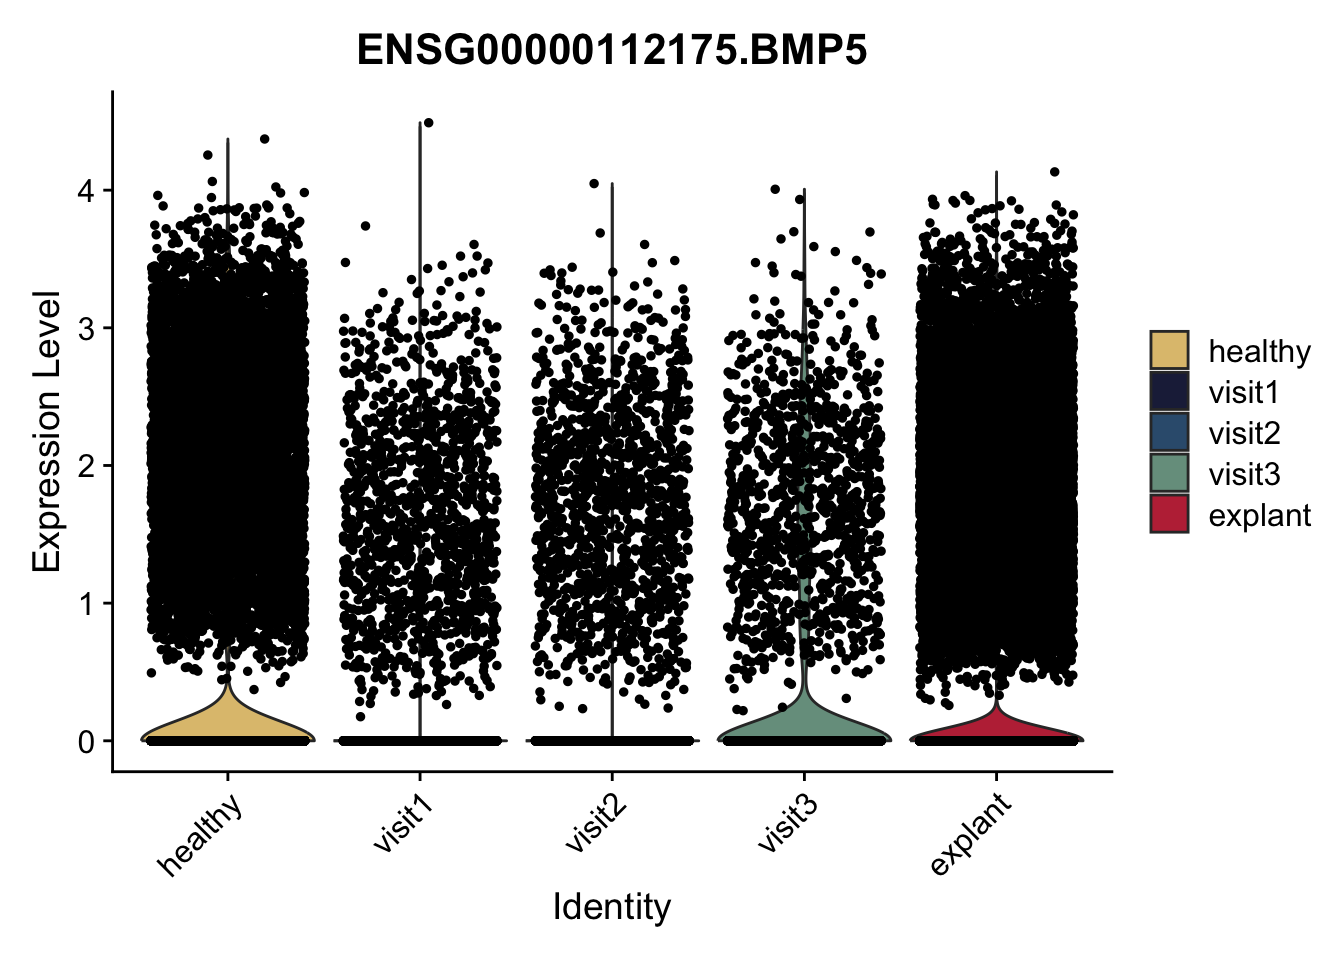 ENSG00000112175.BMP5
Expression Level
4
3
2
1
0
healthy
visit1
visit2
visit3
explant
Identity
healthy
visit1
visit2
visit3
explant